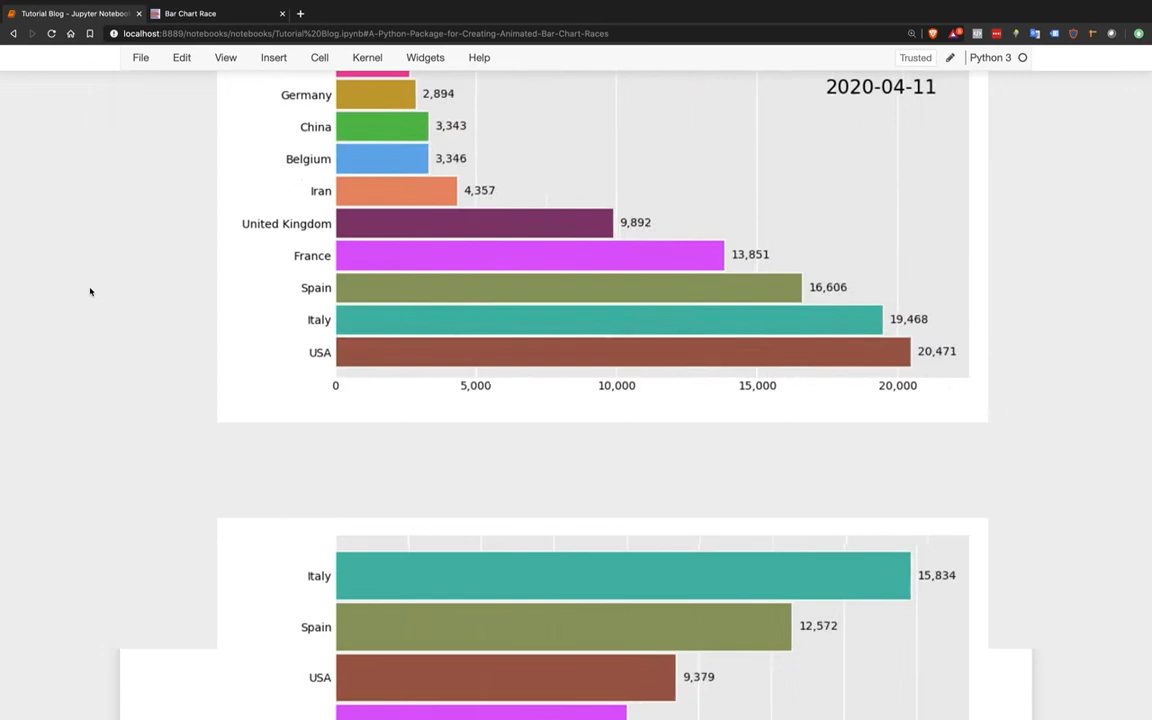 Tutorial Blog - Jupyter Noteboo
Bar Chart Race
localhost:8889/notebooks/notebooks/Tutorial%20Blog.ipynb#A-Python-Package-for-Creating-Animated-Bar-Chart-Races
File Edit View Insert Cell Kernel Widgets Help Trusted Python 3
2020-04-11
Germany 2,894
China 3,343
Belgium 3,346
Iran 4,357
United Kingdom 9,892
France 13,851
Spain 16,606
Italy 19,468
USA 20,471
0 5,000 10,000 15,000 20,000
Italy 15,834
Spain 12,572
USA 9,379